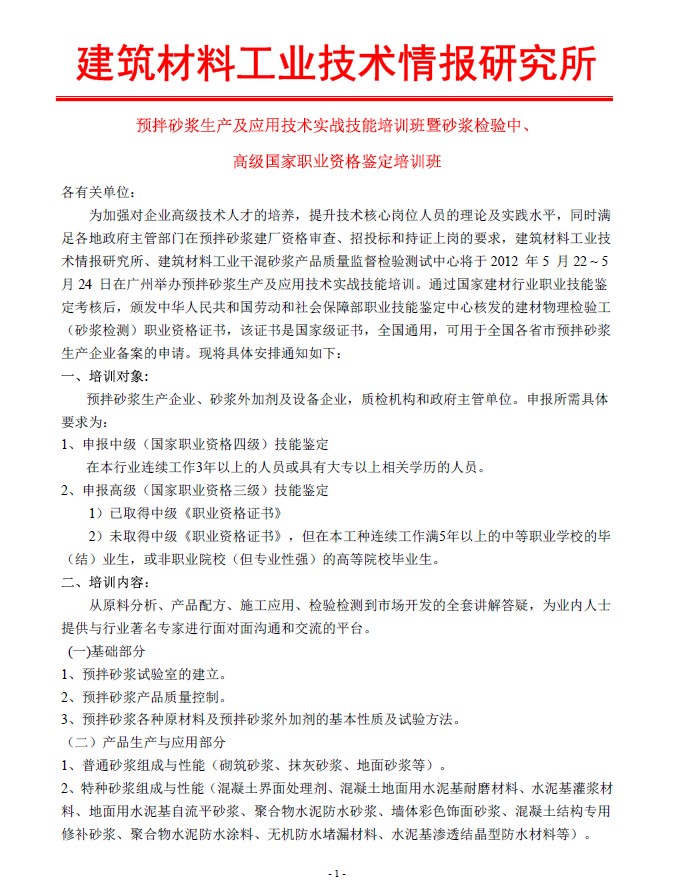 建筑材料工业技术情报研究所
预拌砂浆生产及应用技术实战技能培训班暨砂浆检验中、
高级国家职业资格鉴定培训班
各有关单位：
为加强对企业高级技术人才的培养，提升技术核心岗位人员的理论及实践水平，同时满
足各地政府主管部门在预拌砂浆建厂资格审查、招投标和持证上岗的要求，建筑材料工业技
术情报研究所、建筑材料工业干混砂浆产品质量监督检验测试中心将于 2012 年 5 月 22～5
月 24 日在广州举办预拌砂浆生产及应用技术实战技能培训。通过国家建材行业职业技能鉴
定考核后，颁发中华人民共和国劳动和社会保障部职业技能鉴定中心核发的建材物理检验工
（砂浆检测）职业资格证书，该证书是国家级证书，全国通用，可用于全国各省市预拌砂浆
生产企业备案的申请。现将具体安排通知如下：
一、培训对象:
预拌砂浆生产企业、砂浆外加剂及设备企业，质检机构和政府主管单位。申报所需具体
要求为：
1、申报中级（国家职业资格四级）技能鉴定
在本行业连续工作3年以上的人员或具有大专以上相关学历的人员。
2、申报高级（国家职业资格三级）技能鉴定
1）已取得中级《职业资格证书》
2）未取得中级《职业资格证书》，但在本工种连续工作满5年以上的中等职业学校的毕
（结）业生，或非职业院校（但专业性强）的高等院校毕业生。
二、培训内容：
从原料分析、产品配方、施工应用、检验检测到市场开发的全套讲解答疑，为业内人士
提供与行业著名专家进行面对面沟通和交流的平台。
(一)基础部分
1、预拌砂浆试验室的建立。
2、预拌砂浆产品质量控制。
3、预拌砂浆各种原材料及预拌砂浆外加剂的基本性质及试验方法。
（二）产品生产与应用部分
1、普通砂浆组成与性能（砌筑砂浆、抹灰砂浆、地面砂浆等）。
2、特种砂浆组成与性能（混凝土界面处理剂、混凝土地面用水泥基耐磨材料、水泥基灌浆材
料、地面用水泥基自流平砂浆、聚合物水泥防水砂浆、墙体彩色饰面砂浆、混凝土结构专用
修补砂浆、聚合物水泥防水涂料、无机防水堵漏材料、水泥基渗透结晶型防水材料等）。
- 1 -